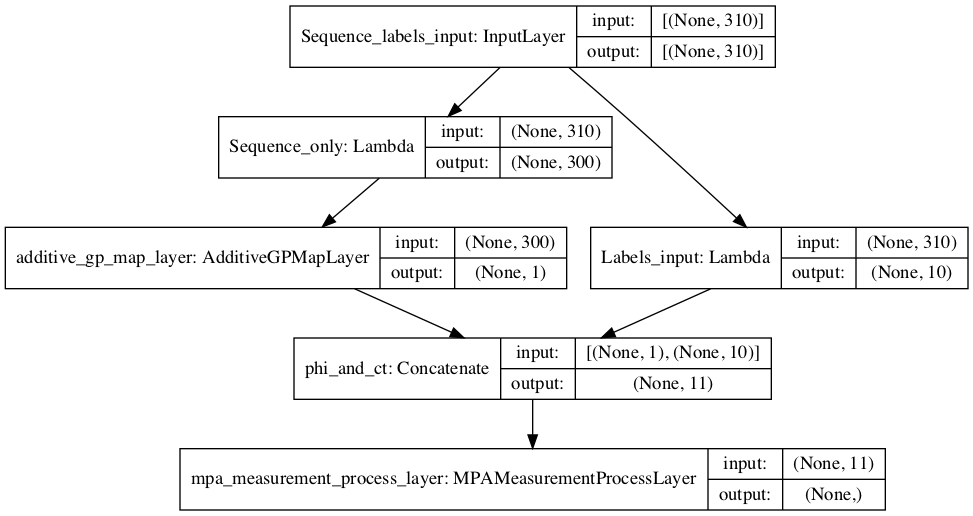 Sequence_labels_input: InputLayer
input: [(None, 310)]
output: [(None, 310)]
Sequence_only: Lambda
input: (None, 310)
output: (None, 300)
additive_gp_map_layer: AdditiveGPMapLayer
input: (None, 300)
output: (None, 1)
Labels_input: Lambda
input: (None, 310)
output: (None, 10)
phi_and_ct: Concatenate
input: [(None, 1), (None, 10)]
output: (None, 11)
mpa_measurement_process_layer: MPAMeasurementProcessLayer
input: (None, 11)
output: (None,)